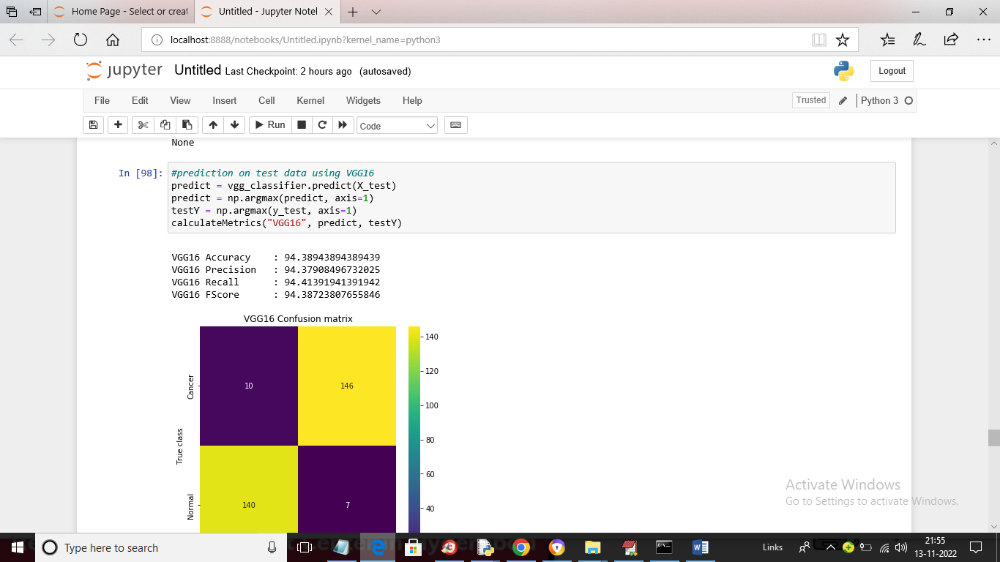 Home Page - Select or creat
Untitled - Jupyter Notel
localhost:8888/notebooks/Untitled.ipynb?kernel_name=python3
jupyter Untitled Last Checkpoint: 2 hours ago (autosaved)
Logout
File Edit View Insert Cell Kernel Widgets Help
Trusted
Python 3
Run
Code
None
In [98]: #prediction on test data using VGG16
predict = vgg_classifier.predict(X_test)
predict = np.argmax(predict, axis=1)
testY = np.argmax(y_test, axis=1)
calculateMetrics("VGG16", predict, testY)
VGG16 Accuracy : 94.38943894389439
VGG16 Precision : 94.37908496732025
VGG16 Recall : 94.41391941391942
VGG16 FScore : 94.38723807655846
VGG16 Confusion matrix
140
120
100
80
60
40
Cancer
10 146
True class
Normal
140 7
Activate Windows
Go to Settings to activate Windows.
Type here to search
Links
21:55
13-11-2022